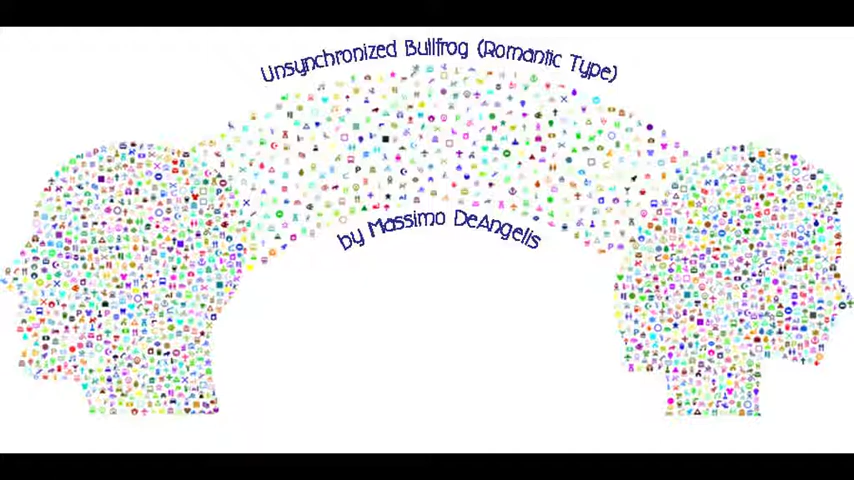 Unsynchronized Bullfrog (Romantic Type)
by Massimo DeAngelis